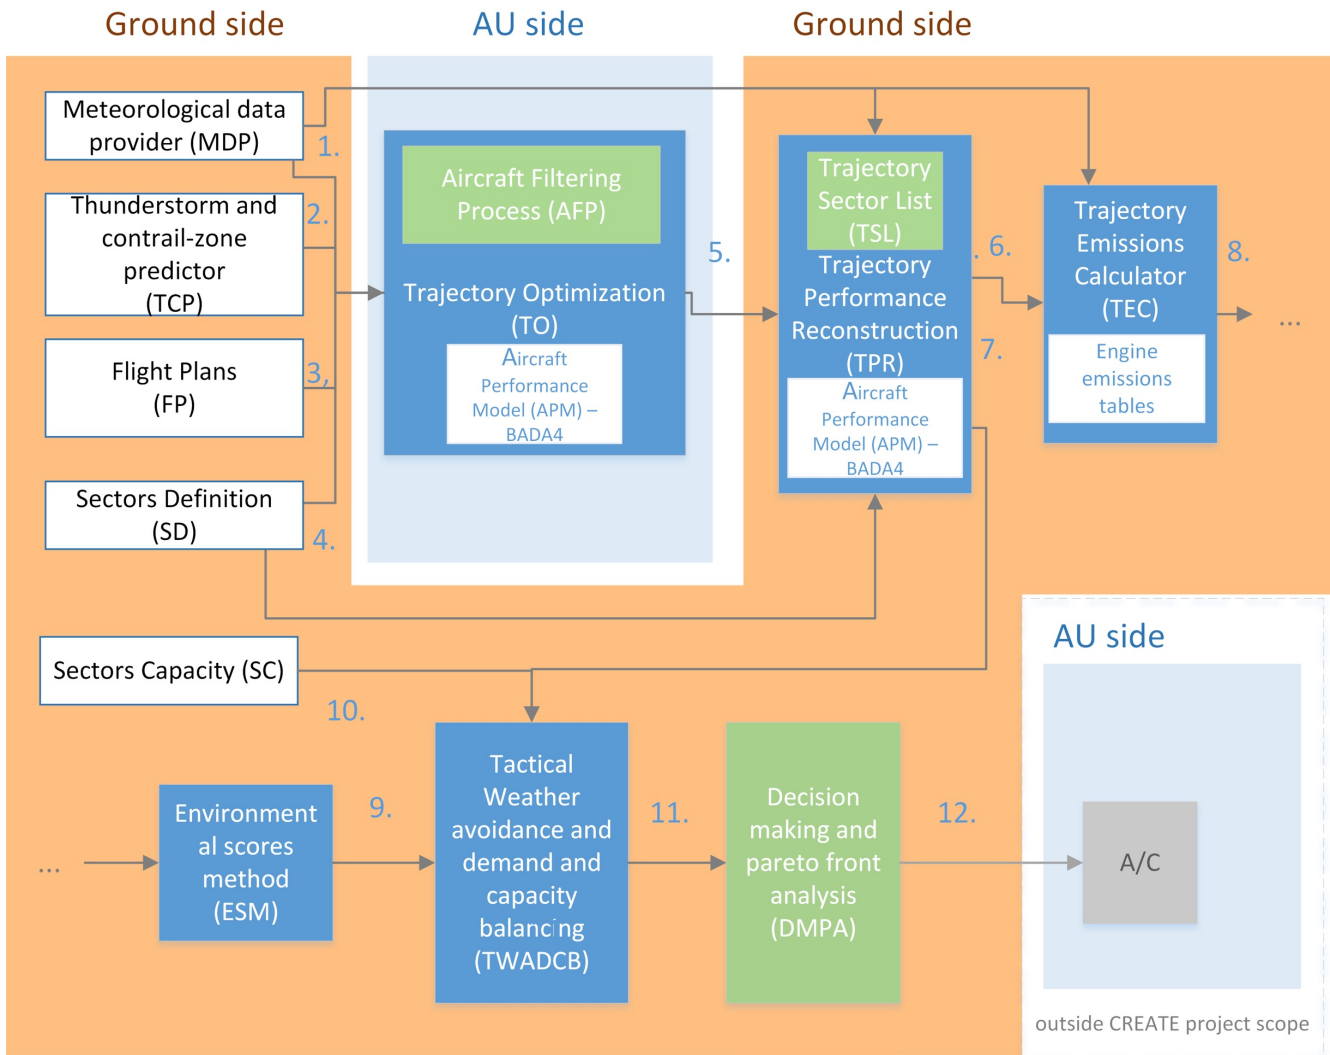 Ground side
AU side
Ground side
Meteorological data
provider (MDP)
1.
Thunderstorm and
contrail-zone
predictor
(TCP)
2.
Flight Plans
(FP)
3,
Sectors Definition
(SD)
4.
Aircraft Filtering
Process (AFP)
Trajectory Optimization
(TO)
Aircraft
Performance
Model (APM) –
BADA4
5.
Trajectory
Sector List
(TSL)
Trajectory
Performance
Reconstruction
(TPR)
Aircraft
Performance
Model (APM) –
BADA4
. 6.
7.
Trajectory
Emissions
Calculator
(TEC)
Engine
emissions
tables
8.
...
Sectors Capacity (SC)
10.
...
Environment
al scores
method
(ESM)
9.
Tactical
Weather
avoidance and
demand and
capacity
balancing
(TWADCB)
11.
Decision
making and
pareto front
analysis
(DMPA)
12.
AU side
A/C
outside CREATE project scope